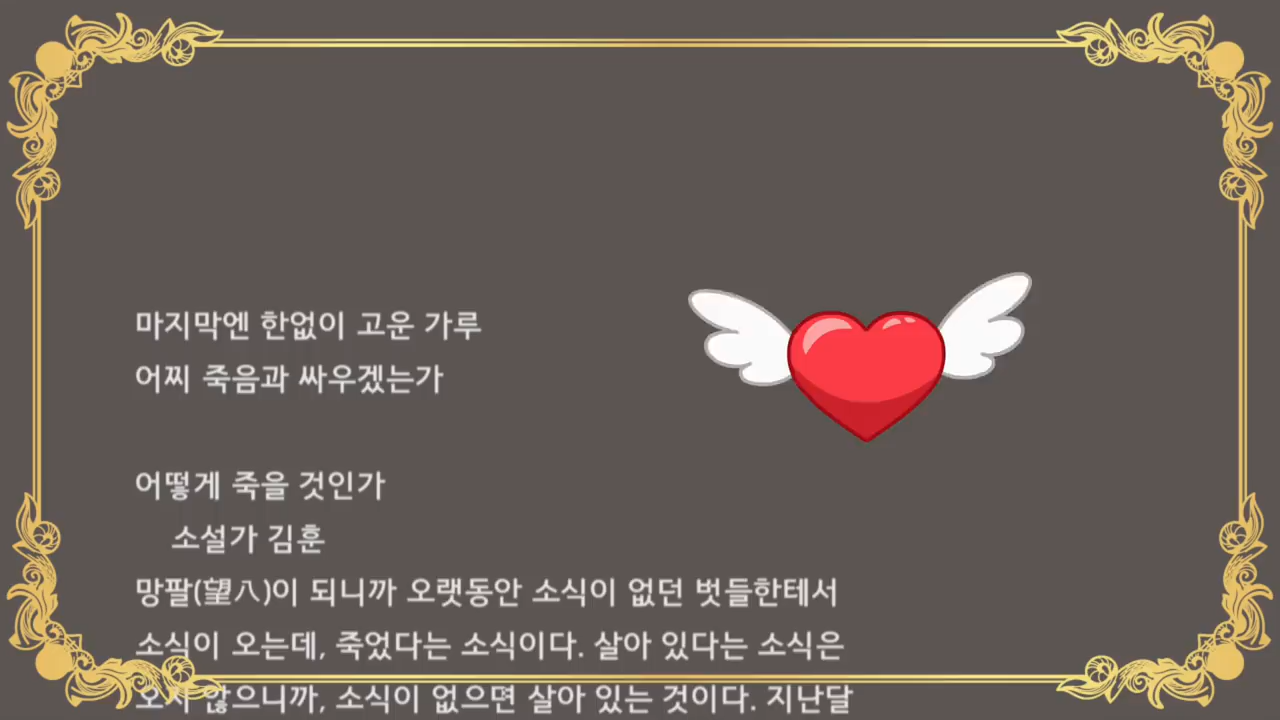 마지막엔 한없이 고운 가루
어찌 죽음과 싸우겠는가
어떻게 죽을 것인가
소설가 김훈
망팔(望八)이 되니까 오랫동안 소식이 없던 벗들한테서
소식이 오는데, 죽었다는 소식이다. 살아 있다는 소식은
오지 않으니까, 소식이 없으면 살아 있는 것이다. 지난달